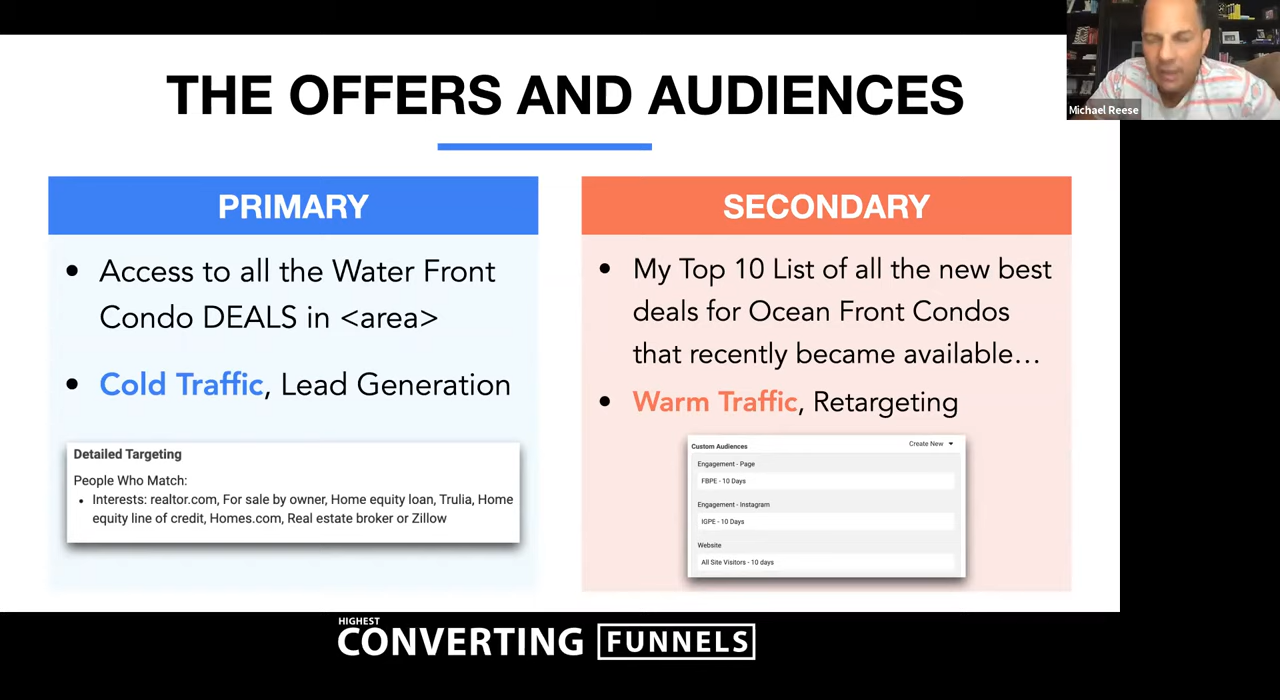 Michael Reese
THE OFFERS AND AUDIENCES
PRIMARY
• Access to all the Water Front
Condo DEALS in <area>
• Cold Traffic, Lead Generation
Detailed Targeting
People Who Match:
• Interests: realtor.com, For sale by owner, Home equity loan, Trulia, Home
equity line of credit, Homes.com, Real estate broker or Zillow
SECONDARY
• My Top 10 List of all the new best
deals for Ocean Front Condos
that recently became available…
• Warm Traffic, Retargeting
Custom Audiences
Create New
Engagement - Page
FBPE - 10 Days
Engagement - Instagram
IGPE - 10 Days
Website
All Site Visitors - 10 days
HIGHEST
CONVERTING FUNNELS